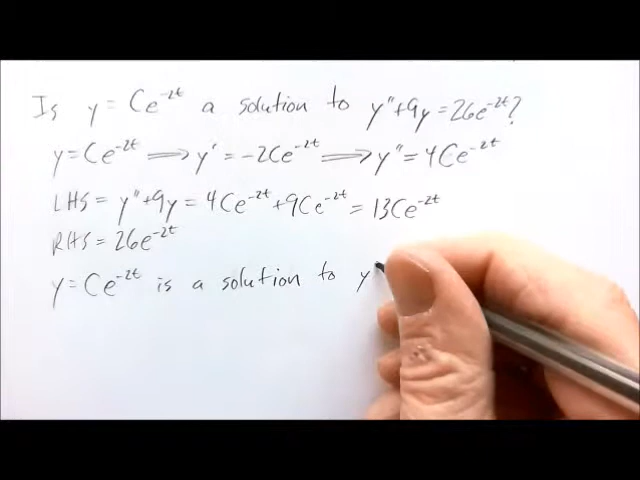 Is y = Ce^{-2t} a solution to y''+9y = 26e^{-2t}?
y = Ce^{-2t} ⟹ y' = -2Ce^{-2t} ⟹ y'' = 4Ce^{-2t}
LHS = y''+9y = 4Ce^{-2t}+9Ce^{-2t} = 13Ce^{-2t}
RHS = 26e^{-2t}
y = Ce^{-2t} is a solution to y